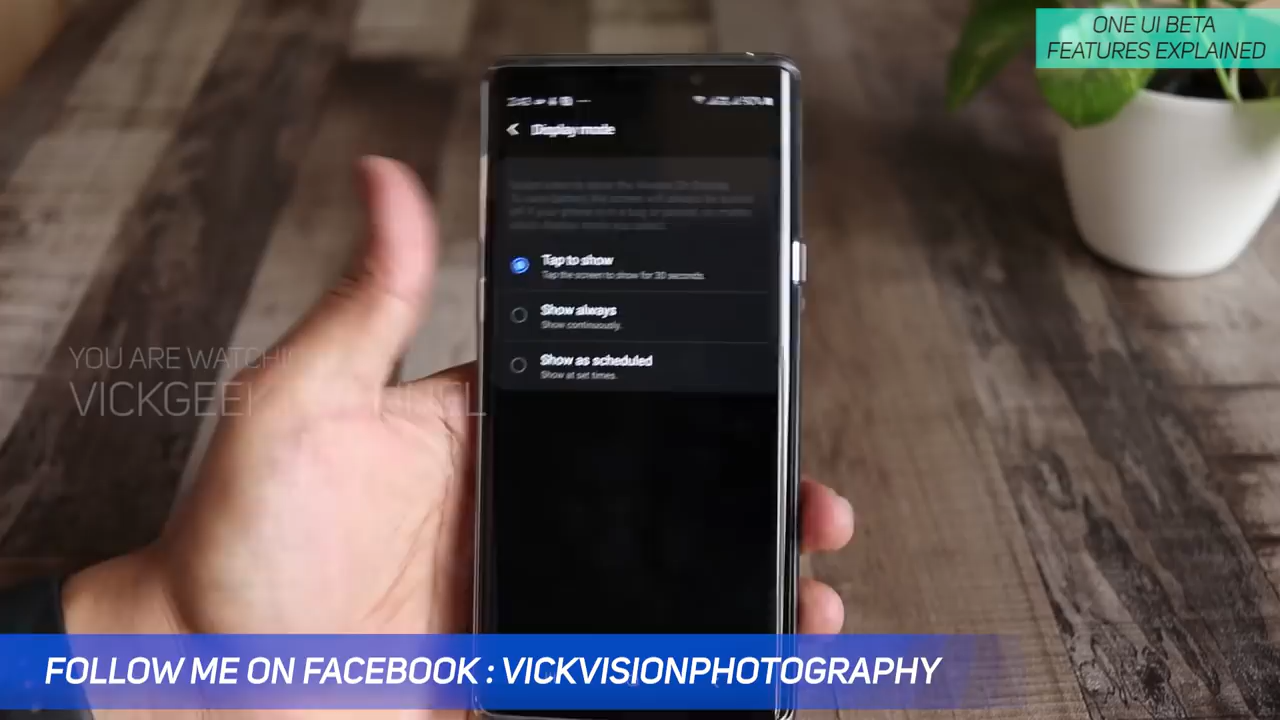 ONE UI BETA
FEATURES EXPLAINED
Display mode
Tap to show
Tap the screen to show for 30 seconds.
Show always
Show continuously.
Show as scheduled
Show at set times.
YOU ARE WATCHI
VICKGEEK
FOLLOW ME ON FACEBOOK : VICKVISIONPHOTOGRAPHY